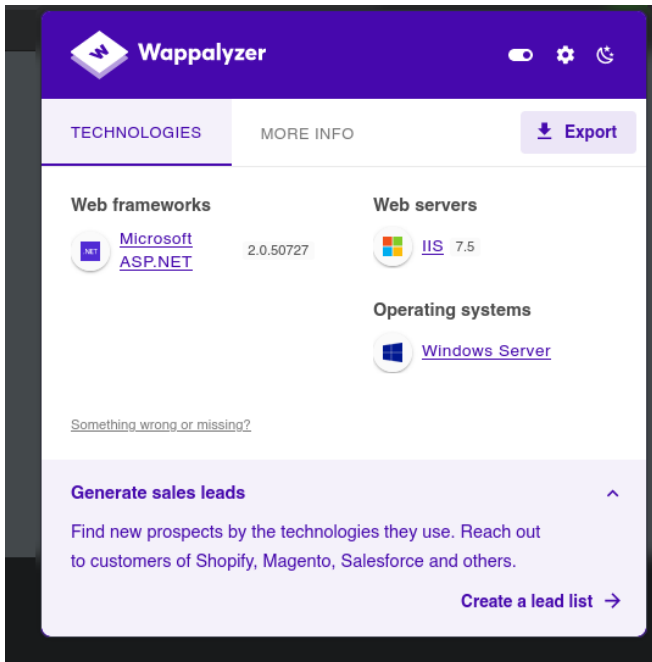 Wappalyzer
TECHNOLOGIES
MORE INFO
Export
Web frameworks
.NET
Microsoft
ASP.NET
2.0.50727
Web servers
IIS 7.5
Operating systems
Windows Server
Something wrong or missing?
Generate sales leads
Find new prospects by the technologies they use. Reach out
to customers of Shopify, Magento, Salesforce and others.
Create a lead list